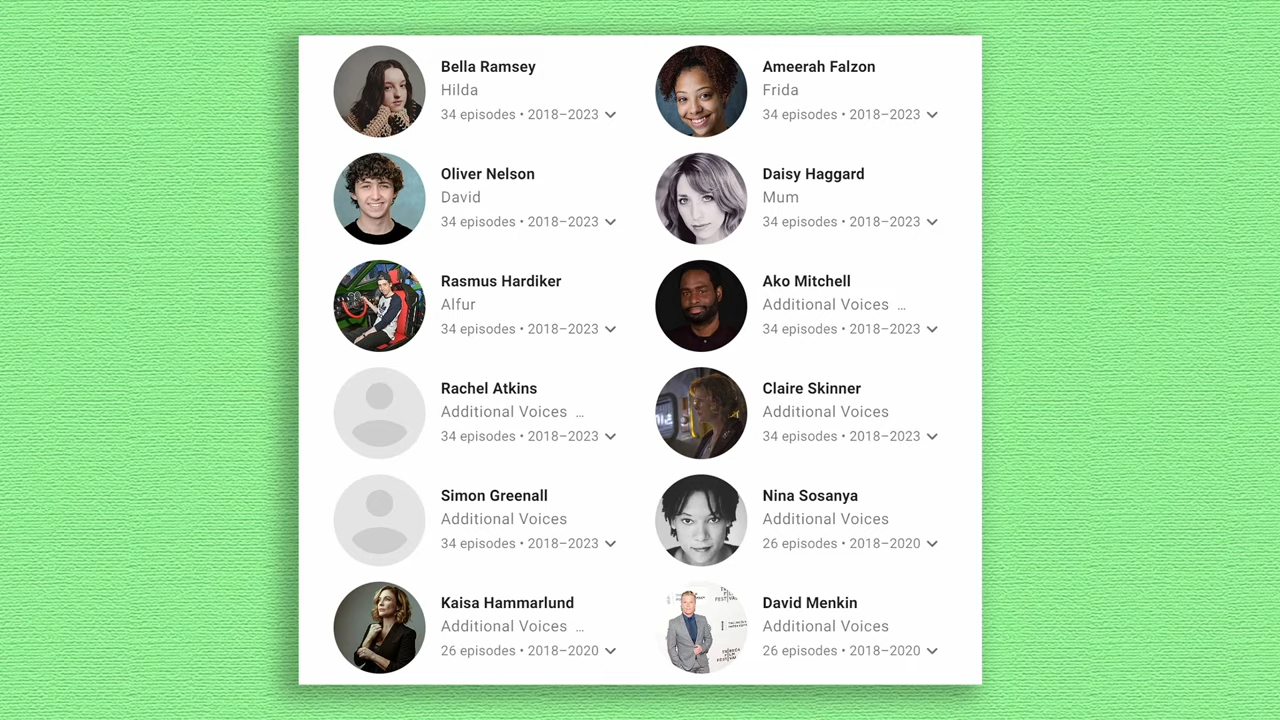 Bella Ramsey
Hilda
34 episodes • 2018–2023
Ameerah Falzon
Frida
34 episodes • 2018–2023
Oliver Nelson
David
34 episodes • 2018–2023
Daisy Haggard
Mum
34 episodes • 2018–2023
Rasmus Hardiker
Alfur
34 episodes • 2018–2023
Ako Mitchell
Additional Voices ...
34 episodes • 2018–2023
Rachel Atkins
Additional Voices ...
34 episodes • 2018–2023
Claire Skinner
Additional Voices
34 episodes • 2018–2023
Simon Greenall
Additional Voices
34 episodes • 2018–2023
Nina Sosanya
Additional Voices
26 episodes • 2018–2020
Kaisa Hammarlund
Additional Voices ...
26 episodes • 2018–2020
David Menkin
Additional Voices
26 episodes • 2018–2020